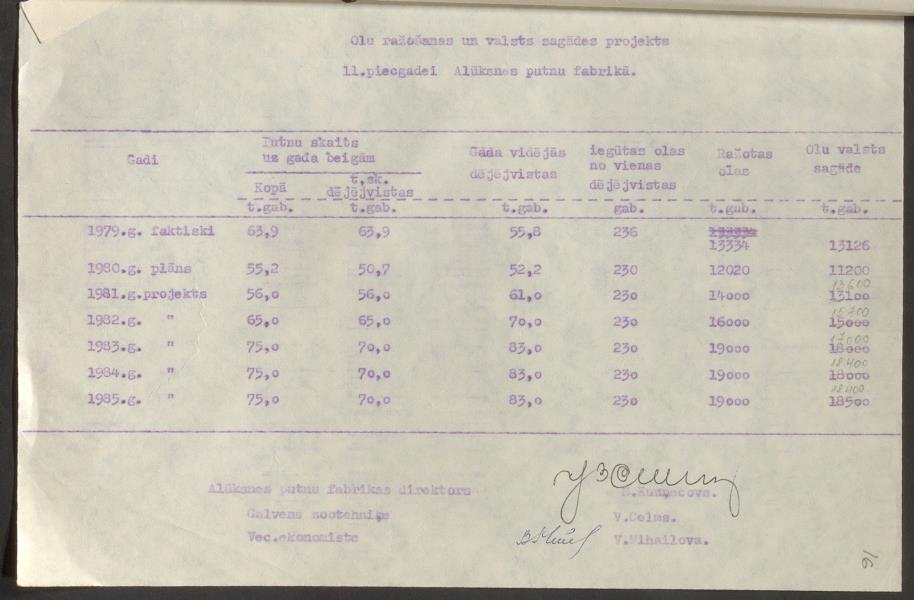 Olu ražošanas un valsts sagādes projekts
11.piecgadei Alūksnes putnu fabrikā.
Gadi
Putnu skaits
uz gada beigām
Kopā
t.sk.
dējējvistas
Gada vidējās
dējējvistas
iegūtas olas
no vienas
dējējvistas
Ražotas
olas
Olu valsts
sagāde
t.gab. t.gab. t.gab. gab. t.gab. t.gab.
1979.g. faktiski 63,9 63,9 55,8 236
13334 13126
1980.g. plāns 55,2 50,7 52,2 230 12020 11200
13600
1981.g.projekts 56,0 56,0 61,0 230 14000 13100
15700
1982.g. " 65,0 65,0 70,0 230 16000 15000
17000
1983.g. " 75,0 70,0 83,0 230 19000 18000
18400
1984.g. " 75,0 70,0 83,0 230 19000 18000
18400
1985.g. " 75,0 70,0 83,0 230 19000 18500
Alūksnes putnu fabrikas direktors
Galvens zootehniķs V.Celms.
Vec.ekonomists V.Mihailova.
16